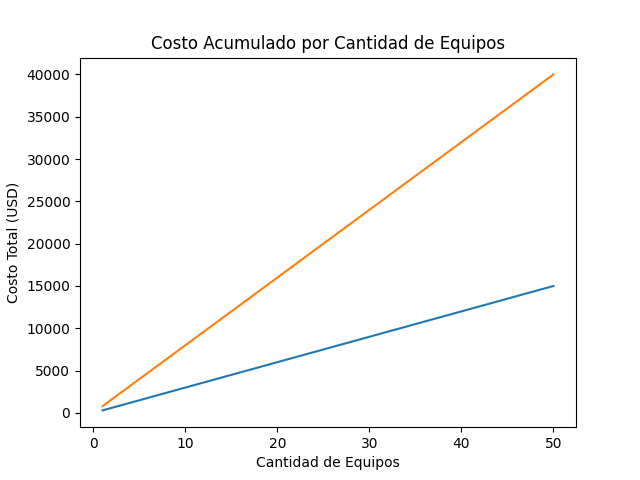 Costo Acumulado por Cantidad de Equipos
Costo Total (USD)
40000
35000
30000
25000
20000
15000
10000
5000
0
0 10 20 30 40 50
Cantidad de Equipos